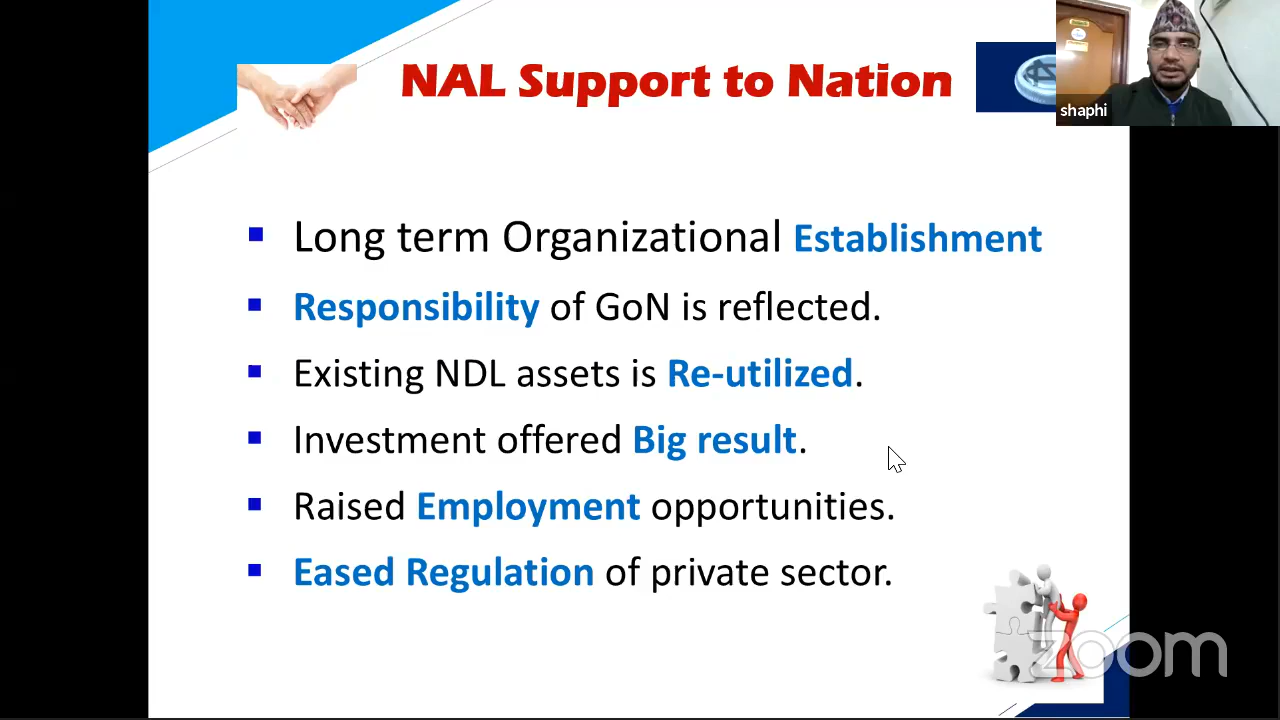 NAL Support to Nation
shaphi
Long term Organizational Establishment
Responsibility of GoN is reflected.
Existing NDL assets is Re-utilized.
Investment offered Big result.
Raised Employment opportunities.
Eased Regulation of private sector.
zoom